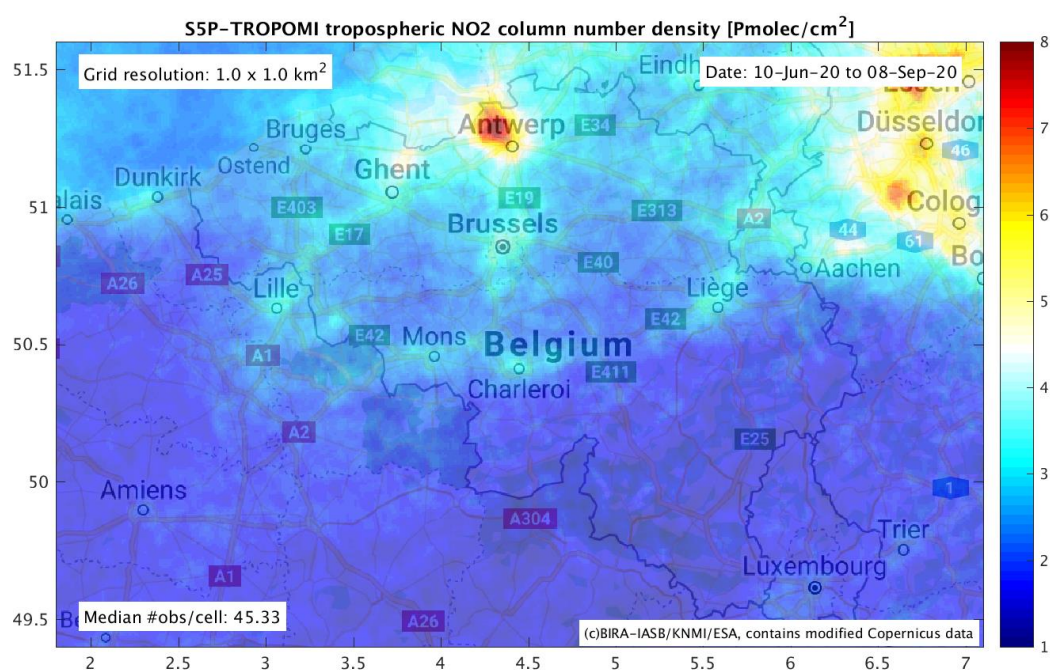 S5P-TROPOMI tropospheric NO2 column number density [Pmolec/cm²]
Grid resolution: 1.0 x 1.0 km²
Date: 10-Jun-20 to 08-Sep-20
Eindh
Essen
51.5
8
Antwerp
E34
Düsseldor
Bruges
46
7
Ostend
Ghent
Dunkirk
alais
E403
E19
E313
A2
Colog
51
6
E17
Brussels
44
61
Bo
A26
A25
E40
Aachen
Lille
Liège
5
E42
Mons
E42
50.5
Belgium
A1
E411
Charleroi
4
A2
E25
50
Amiens
1
3
A304
Trier
A1
Luxembourg
2
49.5
Median #obs/cell: 45.33
Be
A26
(c)BIRA-IASB/KNMI/ESA, contains modified Copernicus data
1
2 2.5 3 3.5 4 4.5 5 5.5 6 6.5 7